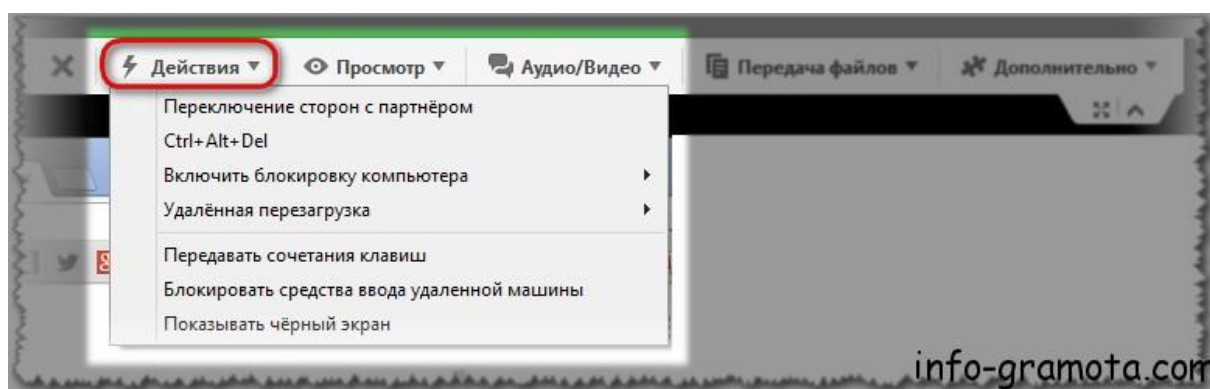 Действия Просмотр Аудио/Видео Передача файлов Дополнительно
Переключение сторон с партнёром
Ctrl+Alt+Del
Включить блокировку компьютера
Удалённая перезагрузка
Передавать сочетания клавиш
Блокировать средства ввода удаленной машины
Показывать чёрный экран
info-gramota.com